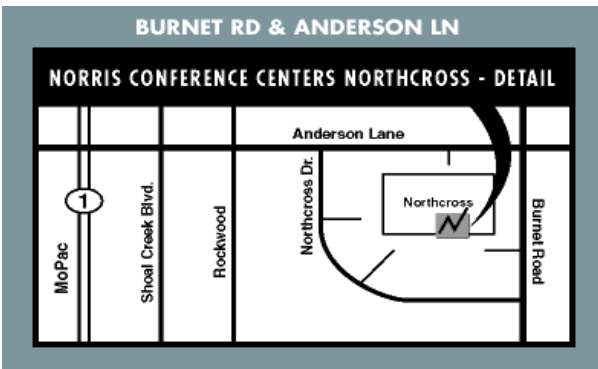 BURNET RD & ANDERSON LN
NORRIS CONFERENCE CENTERS NORTHCROSS - DETAIL
Anderson Lane
MoPac
1
Shoal Creek Blvd.
Rockwood
Northcross Dr.
Northcross
N
Burnet Road